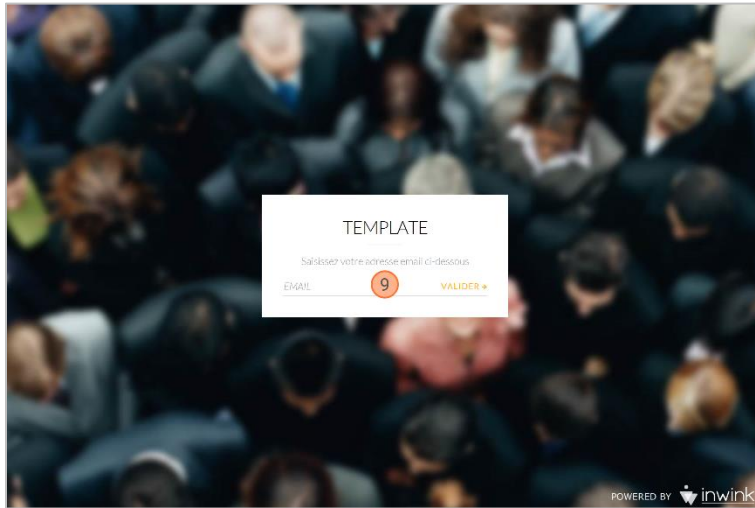 TEMPLATE
Saisissez votre adresse email ci-dessous
EMAIL 9 VALIDER
POWERED BY inwink